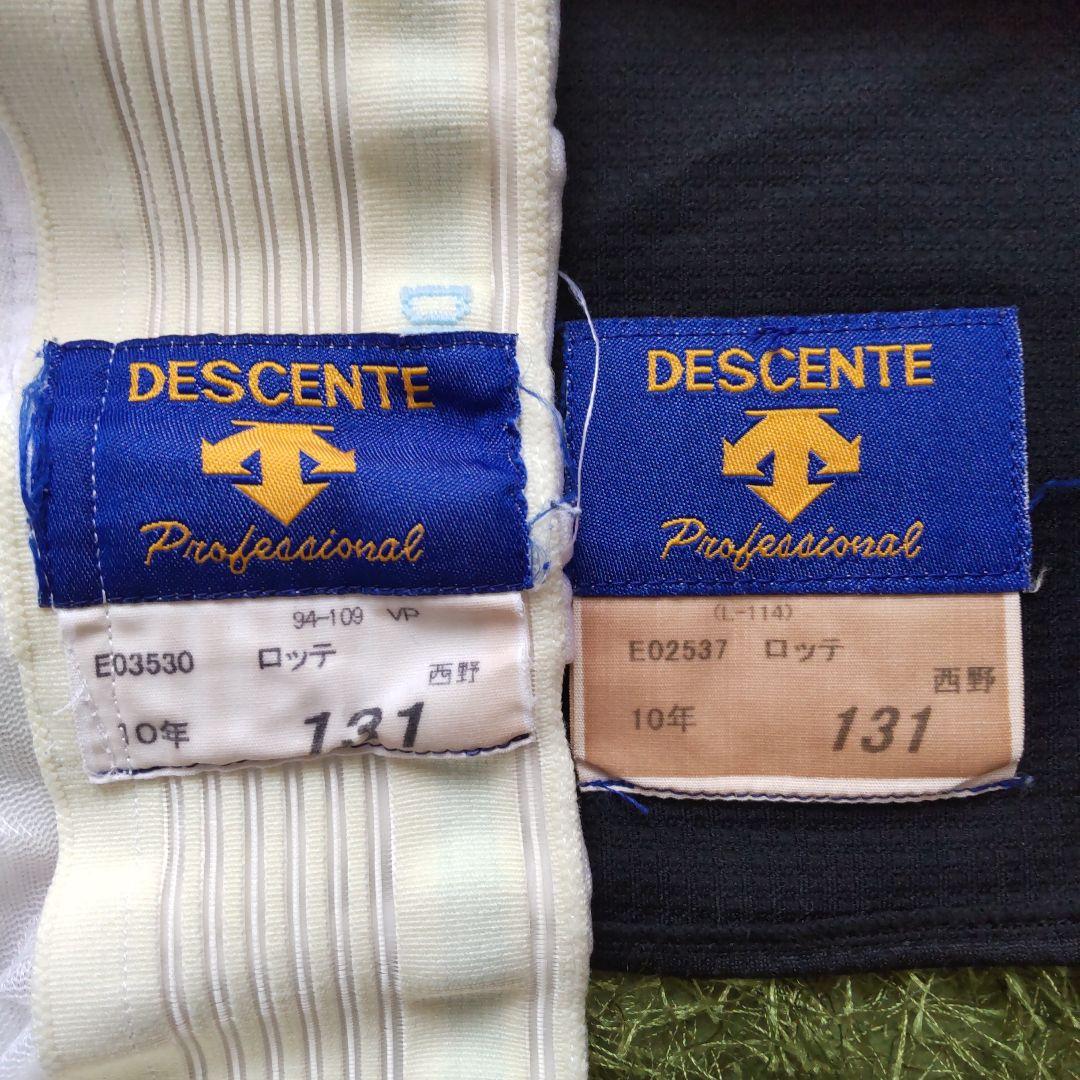 DESCENTE
Professional
94-109 VP
E03530 ロッテ
西野
10年 131
DESCENTE
Professional
(L-114)
E02537 ロッテ
西野
10年 131